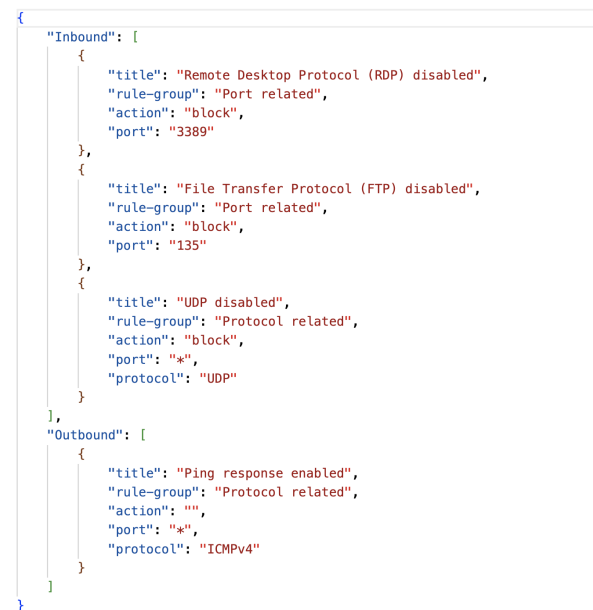 {
    "Inbound": [
        {
            "title": "Remote Desktop Protocol (RDP) disabled",
            "rule-group": "Port related",
            "action": "block",
            "port": "3389"
        },
        {
            "title": "File Transfer Protocol (FTP) disabled",
            "rule-group": "Port related",
            "action": "block",
            "port": "135"
        },
        {
            "title": "UDP disabled",
            "rule-group": "Protocol related",
            "action": "block",
            "port": "*",
            "protocol": "UDP"
        }
    ],
    "Outbound": [
        {
            "title": "Ping response enabled",
            "rule-group": "Protocol related",
            "action": "",
            "port": "*",
            "protocol": "ICMPv4"
        }
    ]
}